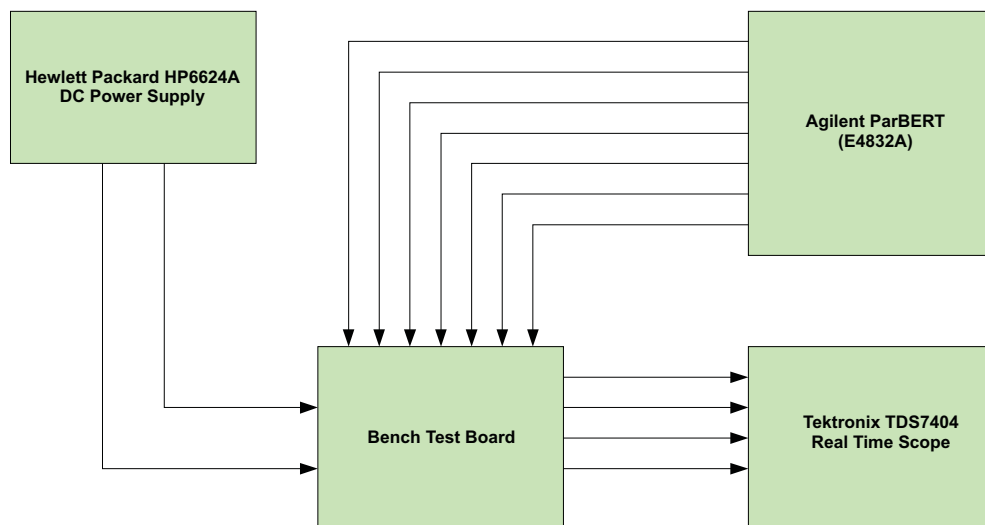 Hewlett Packard HP6624A
DC Power Supply
Agilent ParBERT
(E4832A)
Bench Test Board
Tektronix TDS7404
Real Time Scope